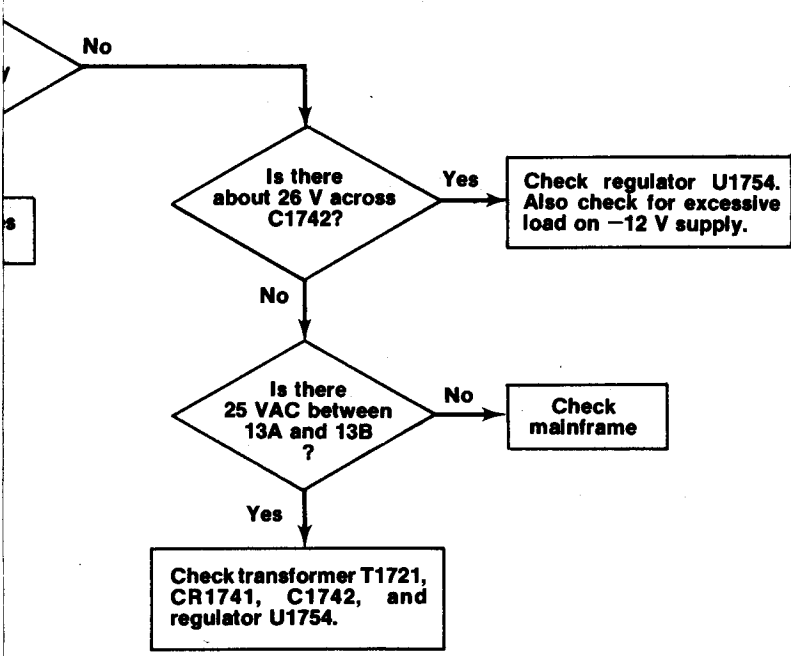 No
Is there
about 26 V across
C1742?
Yes
Check regulator U1754.
Also check for excessive
load on −12 V supply.
No
Is there
25 VAC between
13A and 13B
?
No
Check
mainframe
Yes
Check transformer T1721,
CR1741, C1742, and
regulator U1754.